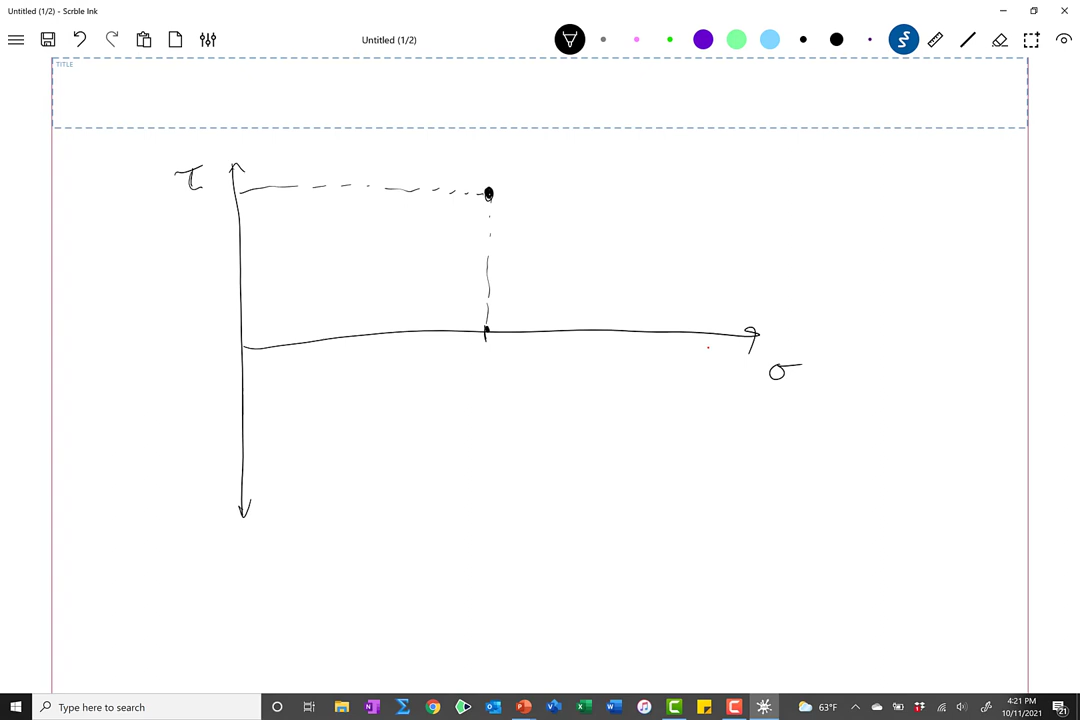 Untitled (1/2) - Scrble Ink
Untitled (1/2)
TITLE
τ
σ
Type here to search
63°F
4:21 PM
10/11/2021
21